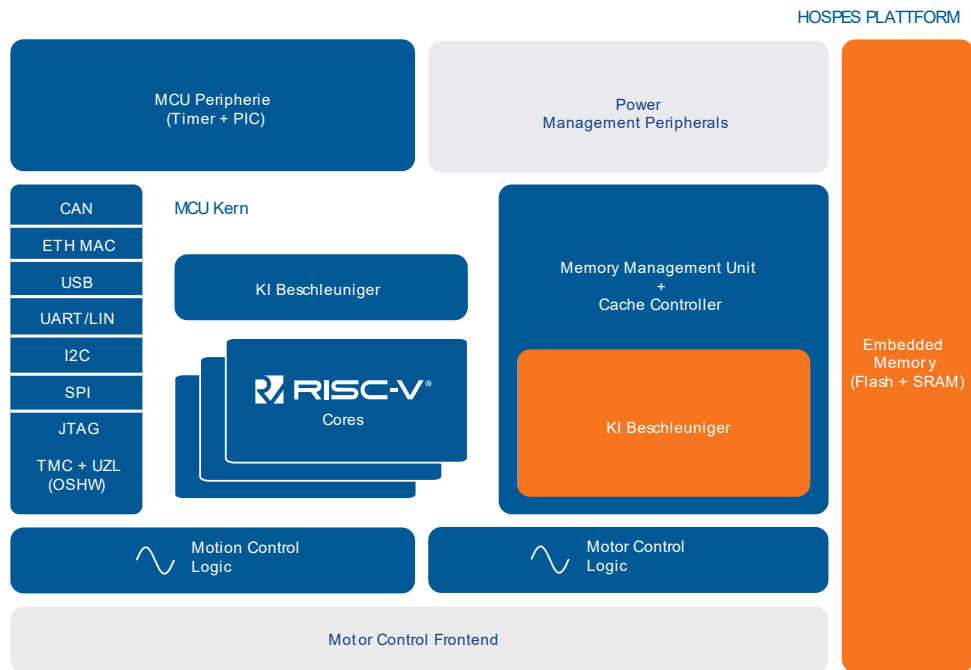 HOSPES PLATTFORM
MCU Peripherie
(Timer + PIC)
Power
Management Peripherals
CAN
ETH MAC
USB
UART/LIN
I2C
SPI
JTAG
TMC + UZL
(OSHW)
MCU Kern
KI Beschleuniger
RISC-V®
Cores
Memory Management Unit
+
Cache Controller
KI Beschleuniger
Embedded
Memory
(Flash + SRAM)
Motion Control
Logic
Motor Control
Logic
Motor Control Frontend